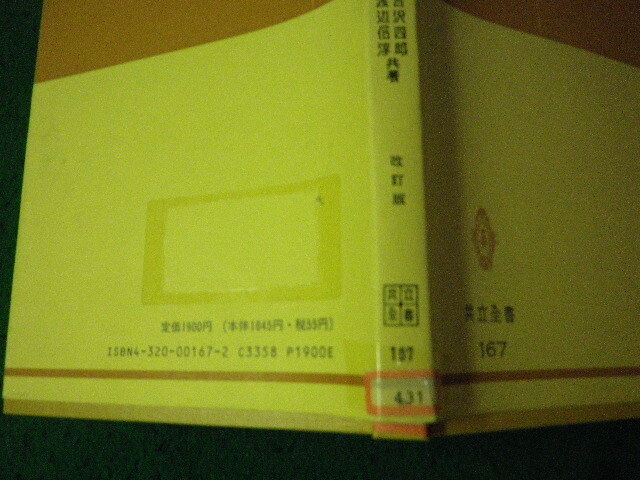 定価1900円 (本体1845円・税55円)
ISBN4-320-00167-2 C3358 P1900E
吉沢四郎
渡辺信淳
共著
改訂版
共立
全書
167
431
共立全書
167